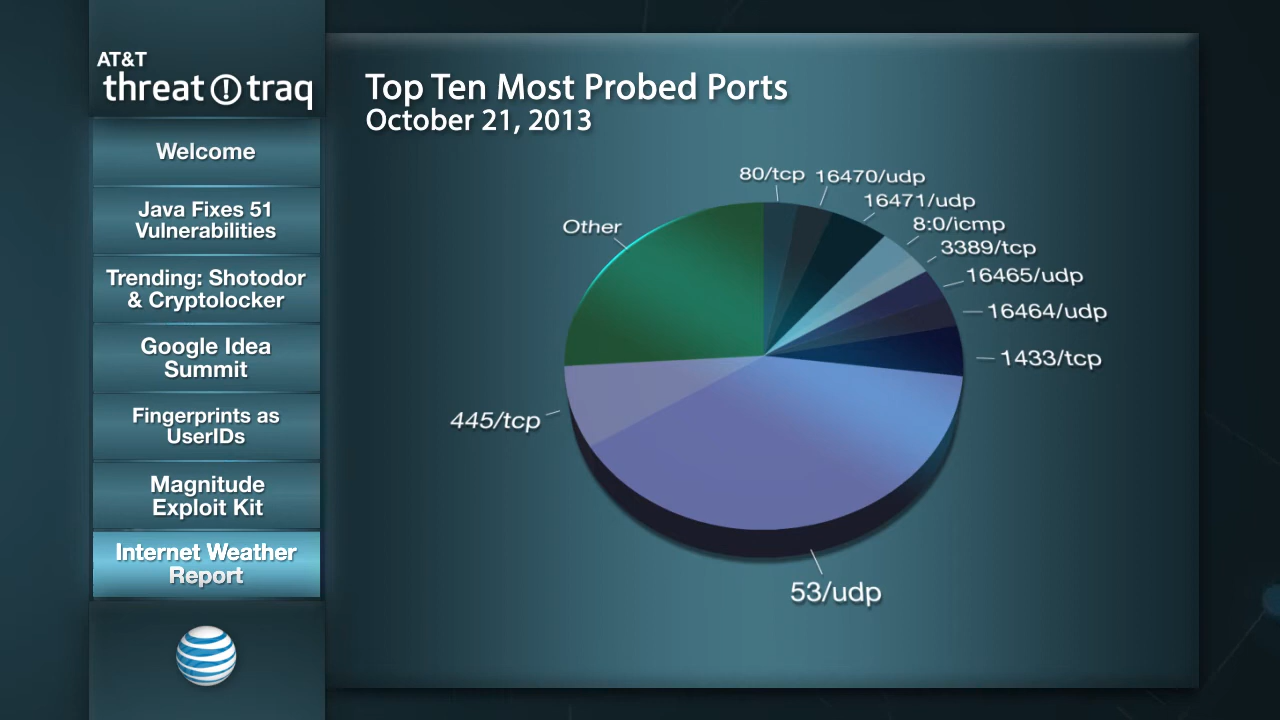 AT&T
threat traq
Welcome
Java Fixes 51
Vulnerabilities
Trending: Shotodor
& Cryptolocker
Google Idea
Summit
Fingerprints as
UserIDs
Magnitude
Exploit Kit
Internet Weather
Report
Top Ten Most Probed Ports
October 21, 2013
80/tcp
16470/udp
16471/udp
8:0/icmp
3389/tcp
16465/udp
16464/udp
1433/tcp
53/udp
445/tcp
Other